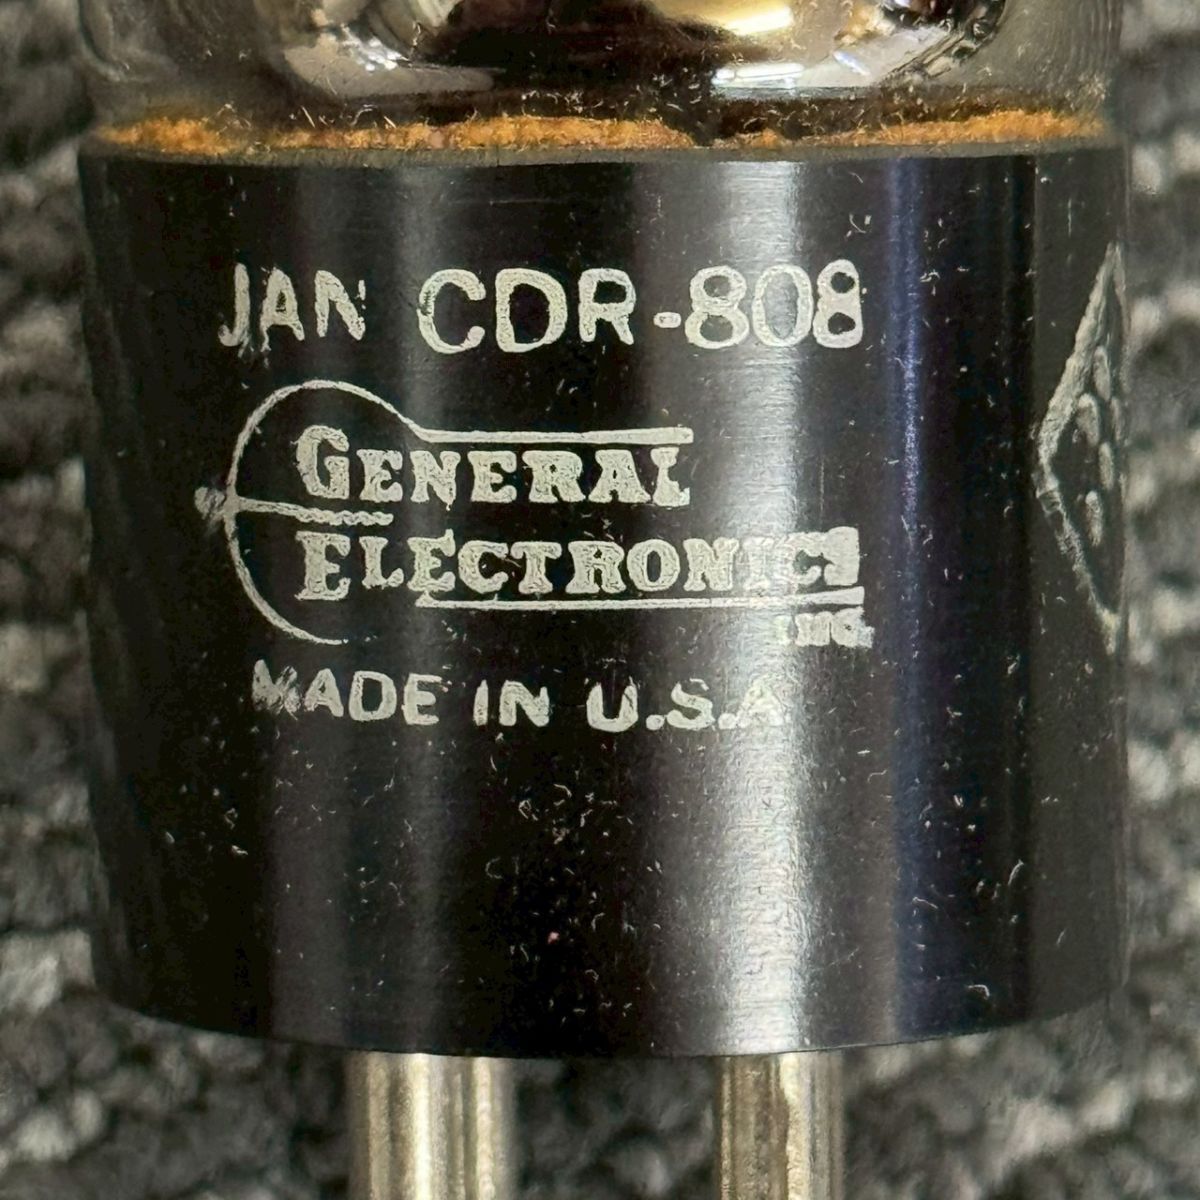 JAN CDR-808
GENERAL
ELECTRONICS
INC.
MADE IN U.S.A.